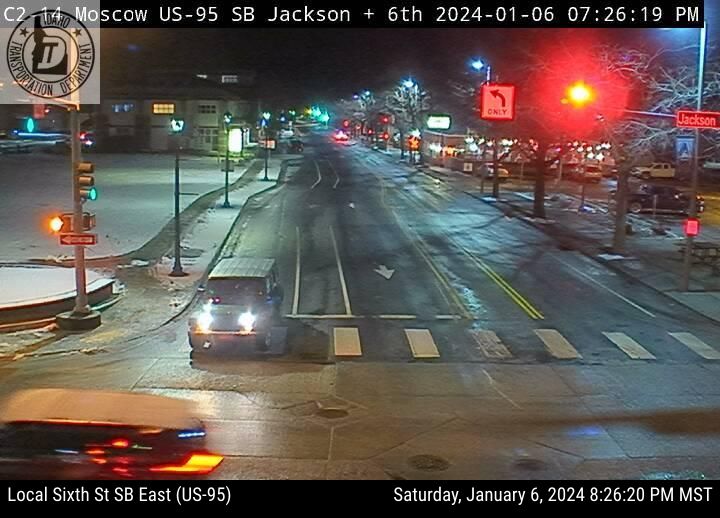 C2-14 Moscow US-95 SB Jackson + 6th 2024-01-06 07:26:19 PM MST
IDAHO
TRANSPORTATION DEPARTMENT
ONLY
Jackson
Local Sixth St SB East (US-95)
Saturday, January 6, 2024 8:26:20 PM MST